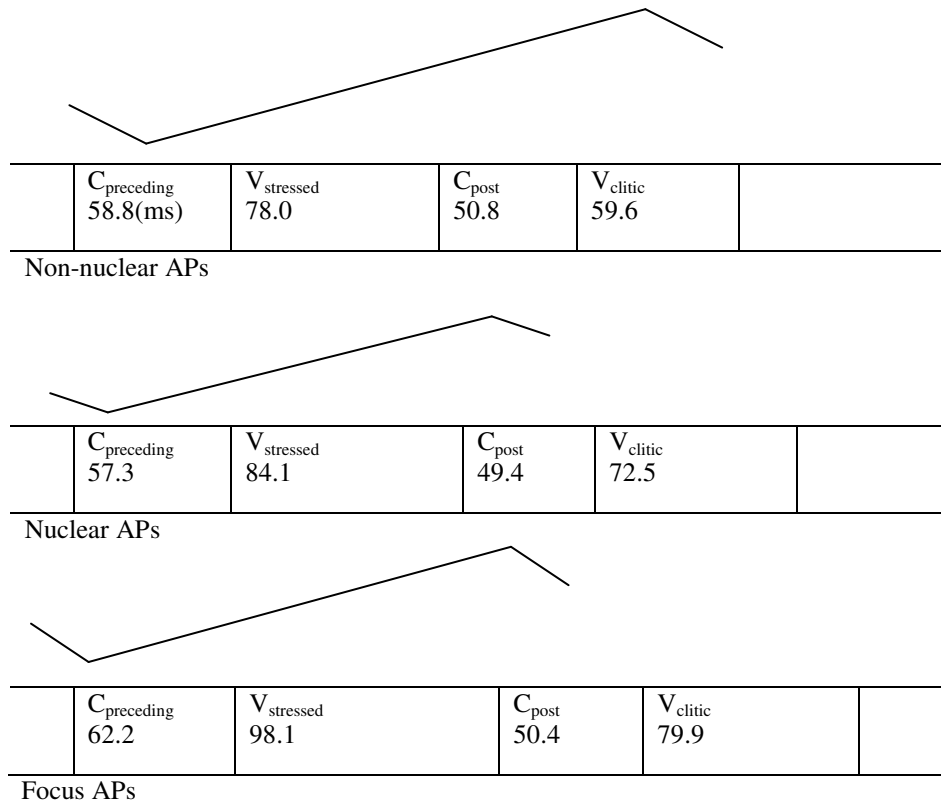 C_preceding V_stressed C_post V_clitic
58.8(ms) 78.0 50.8 59.6
Non-nuclear APs
C_preceding V_stressed C_post V_clitic
57.3 84.1 49.4 72.5
Nuclear APs
C_preceding V_stressed C_post V_clitic
62.2 98.1 50.4 79.9
Focus APs